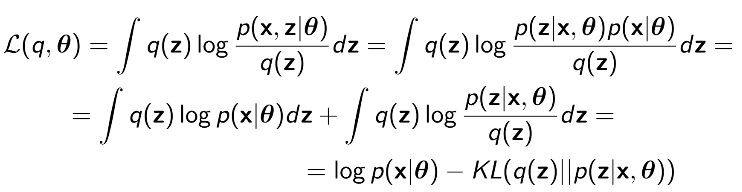 ℒ(q, θ) = ∫ q(z) log p(x, z|θ)/q(z) dz = ∫ q(z) log p(z|x, θ)p(x|θ)/q(z) dz =
= ∫ q(z) log p(x|θ)dz + ∫ q(z) log p(z|x, θ)/q(z) dz =
= log p(x|θ) − KL(q(z)||p(z|x, θ))